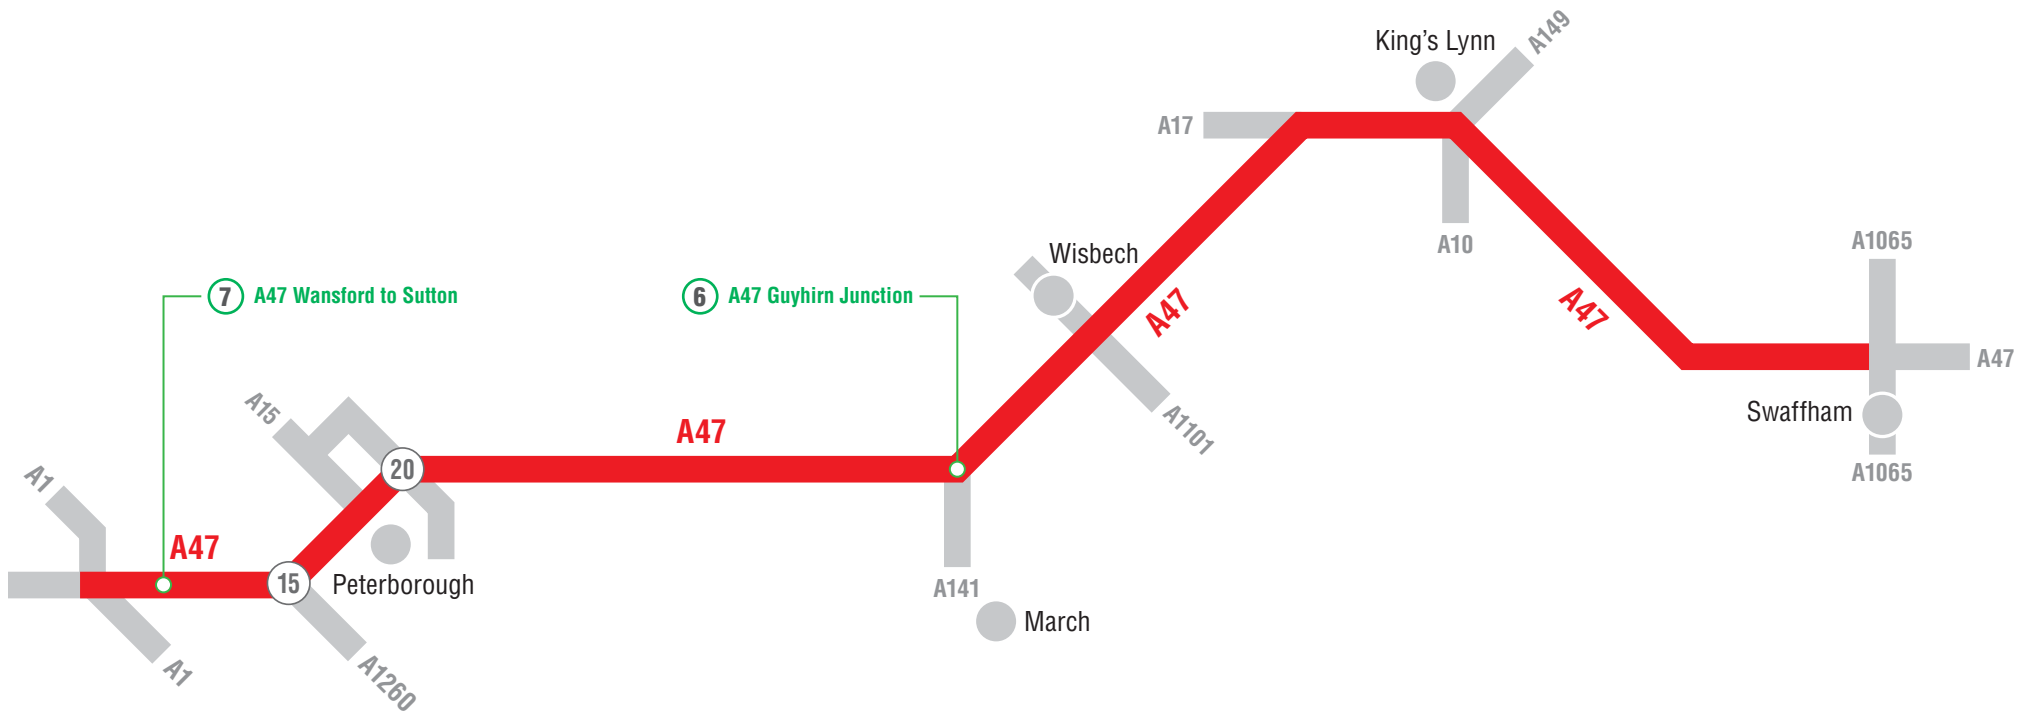 King's Lynn
A149
A17
A10
A1065
Wisbech
7 A47 Wansford to Sutton
6 A47 Guyhirn Junction
A47
A47
A47
Swaffham
A15
A47
A1101
20
A1065
A1
A47
15
Peterborough
A141
March
A1
A1260